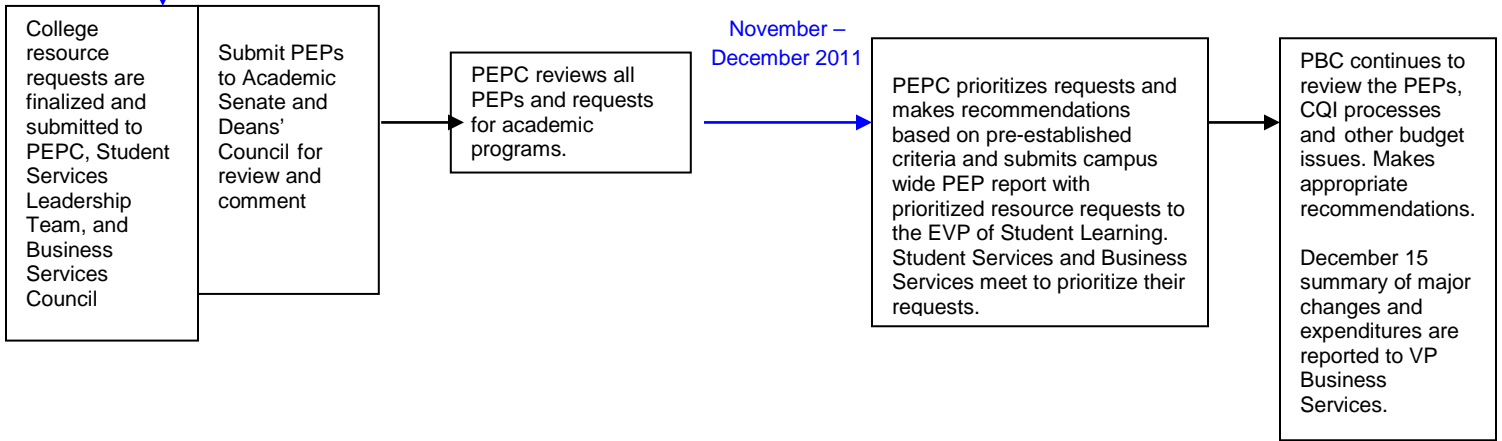 College
resource
requests are
finalized and
submitted to
PEPC, Student
Services
Leadership
Team, and
Business
Services
Council
Submit PEPs
to Academic
Senate and
Deans’
Council for
review and
comment
PEPC reviews all
PEPs and requests
for academic
programs.
November –
December 2011
PEPC prioritizes requests and
makes recommendations
based on pre-established
criteria and submits campus
wide PEP report with
prioritized resource requests to
the EVP of Student Learning.
Student Services and Business
Services meet to prioritize their
requests.
PBC continues to
review the PEPs,
CQI processes
and other budget
issues. Makes
appropriate
recommendations.
December 15
summary of major
changes and
expenditures are
reported to VP
Business
Services.